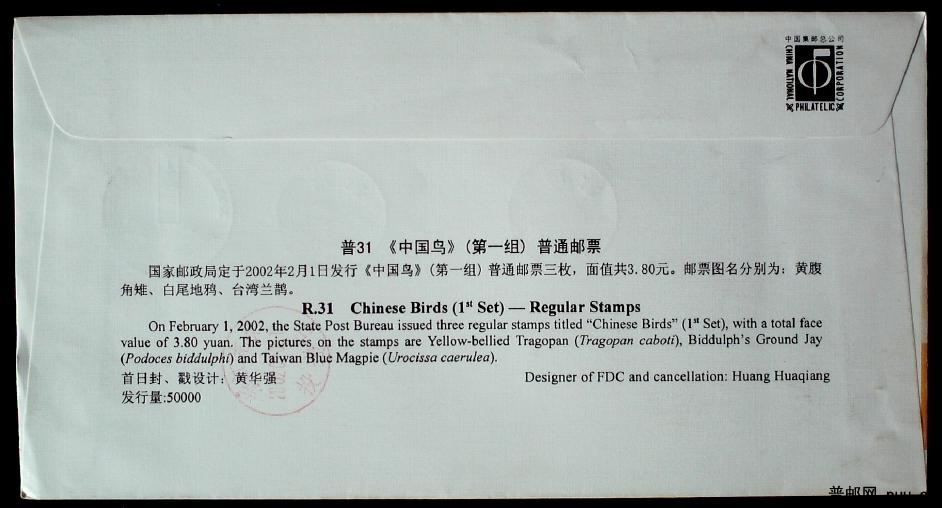 中国集邮总公司
CHINA NATIONAL
PHILATELIC
CORPORATION
普31 《中国鸟》(第一组) 普通邮票
国家邮政局定于2002年2月1日发行《中国鸟》(第一组) 普通邮票三枚，面值共3.80元。邮票图名分别为：黄腹
角雉、白尾地鸦、台湾兰鹊。
R.31 Chinese Birds (1st Set) — Regular Stamps
On February 1, 2002, the State Post Bureau issued three regular stamps titled "Chinese Birds" (1st Set), with a total face
value of 3.80 yuan. The pictures on the stamps are Yellow-bellied Tragopan (Tragopan caboti), Biddulph's Ground Jay
(Podoces biddulphi) and Taiwan Blue Magpie (Urocissa caerulea).
首日封、戳设计：黄华强
Designer of FDC and cancellation: Huang Huaqiang
发行量:50000
普邮网